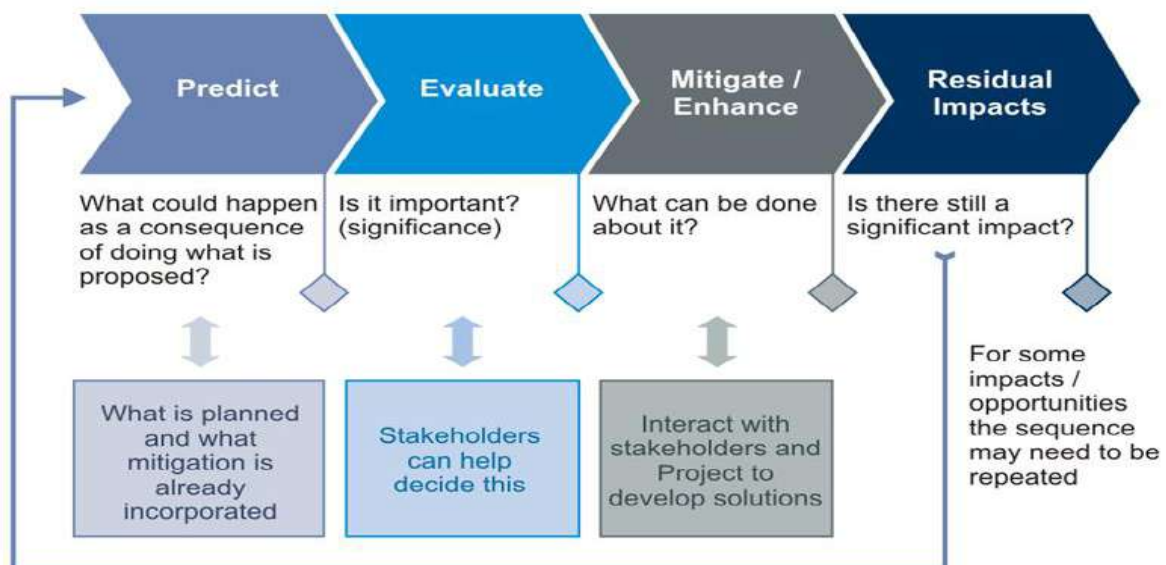 Predict
Evaluate
Mitigate /
Enhance
Residual
Impacts
What could happen
as a consequence
of doing what is
proposed?
Is it important?
(significance)
What can be done
about it?
Is there still a
significant impact?
What is planned
and what
mitigation is
already
incorporated
Stakeholders
can help
decide this
Interact with
stakeholders and
Project to
develop solutions
For some
impacts /
opportunities
the sequence
may need to be
repeated